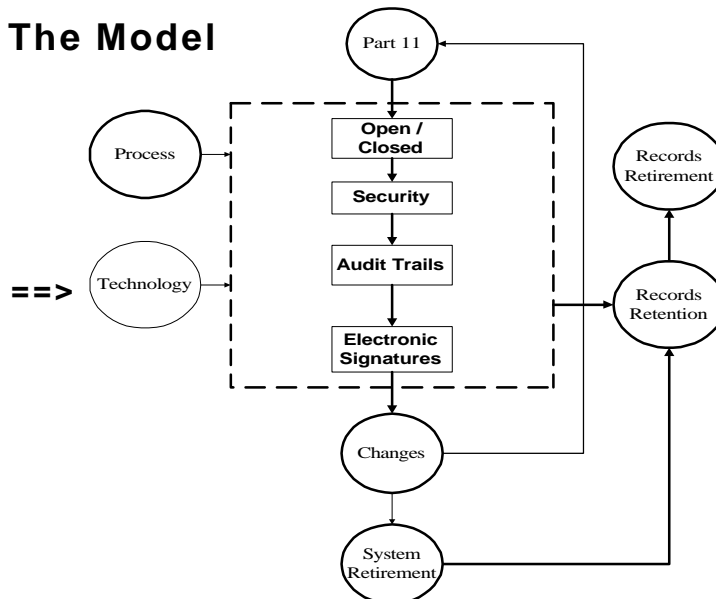 The Model
Part 11
Open /
Closed
Process
Records
Retirement
Security
Audit Trails
==> Technology
Records
Retention
Electronic
Signatures
Changes
System
Retirement